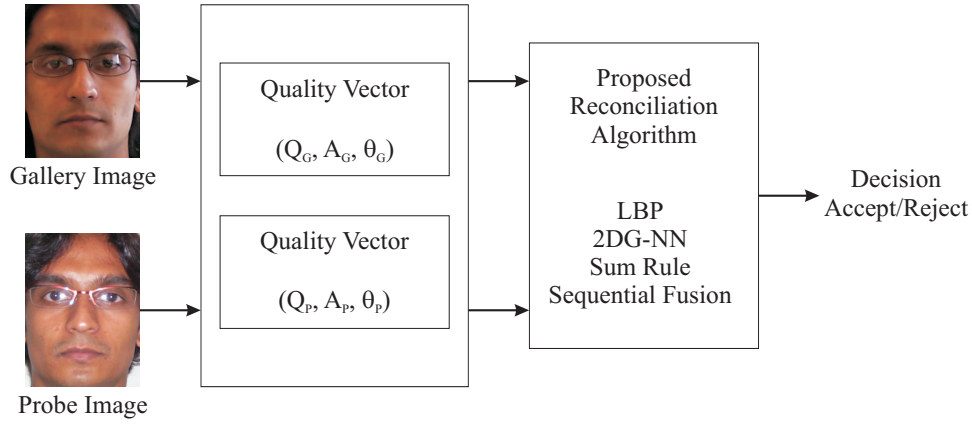 Gallery Image
Quality Vector
(Q_G, A_G, θ_G)
Quality Vector
(Q_P, A_P, θ_P)
Probe Image
Proposed
Reconciliation
Algorithm
LBP
2DG-NN
Sum Rule
Sequential Fusion
Decision
Accept/Reject